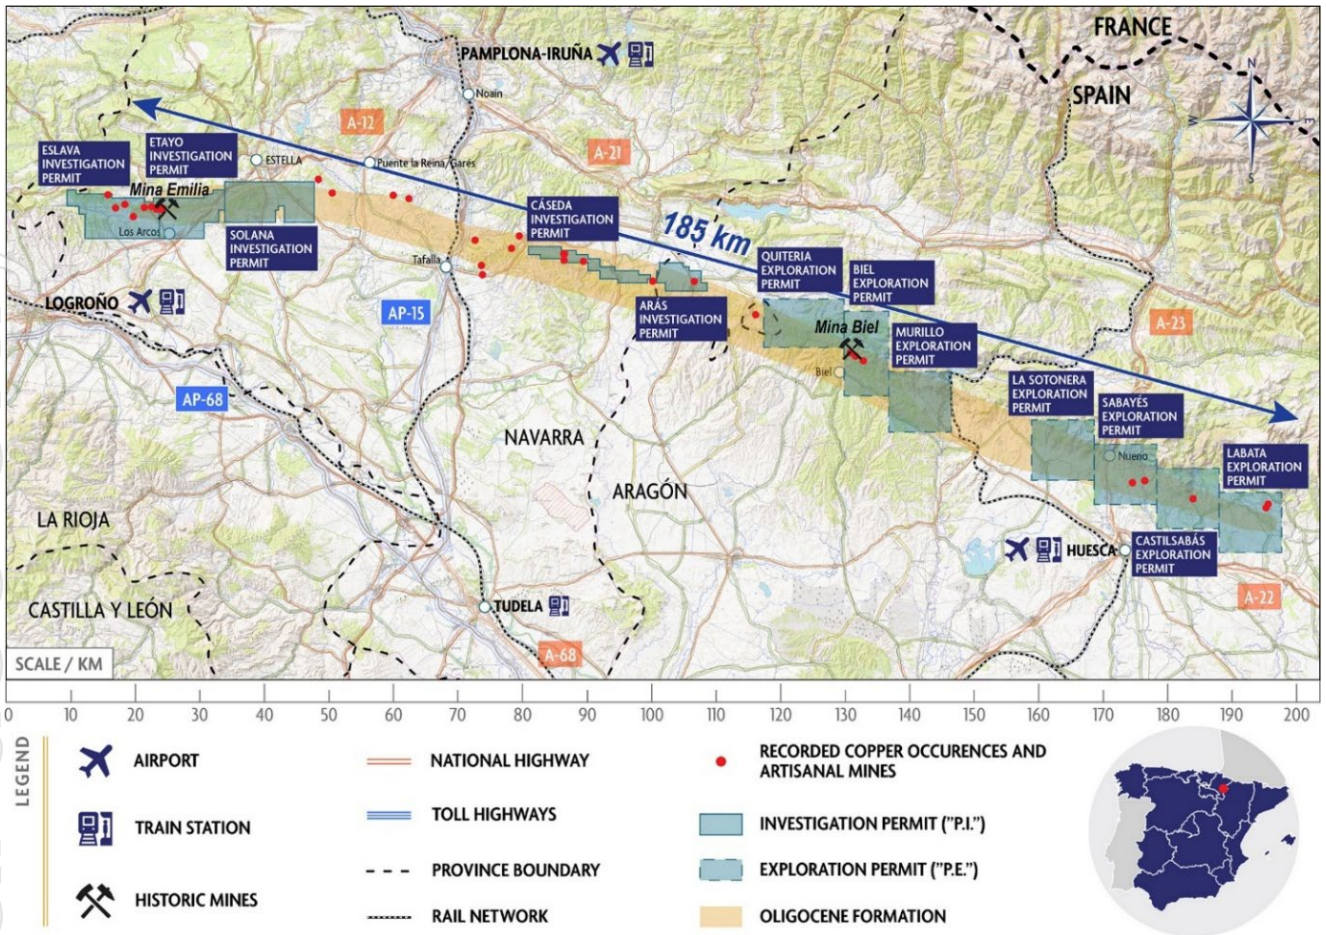 FRANCE
SPAIN
N
W
E
S
PAMPLONA-IRUÑA
Noain
A-12
A-21
ESLAVA
INVESTIGATION
PERMIT
ETAYO
INVESTIGATION
PERMIT
ESTELLA
Puente la Reina/Garés
Mina Emilia
Los Arcos
SOLANA
INVESTIGATION
PERMIT
CÁSEDA
INVESTIGATION
PERMIT
185 km
Tafalla
QUITERIA
EXPLORATION
PERMIT
BIEL
EXPLORATION
PERMIT
LOGROÑO
AP-15
ARÁS
INVESTIGATION
PERMIT
Mina Biel
MURILLO
EXPLORATION
PERMIT
A-23
Biel
AP-68
LA SOTONERA
EXPLORATION
PERMIT
SABAYÉS
EXPLORATION
PERMIT
NAVARRA
Nueno
LABATA
EXPLORATION
PERMIT
ARAGÓN
LA RIOJA
HUESCA
CASTILSABÁS
EXPLORATION
PERMIT
A-22
CASTILLA Y LEÓN
TUDELA
A-68
SCALE / KM
0 10 20 30 40 50 60 70 80 90 100 110 120 130 140 150 160 170 180 190 200
LEGEND
AIRPORT
TRAIN STATION
HISTORIC MINES
NATIONAL HIGHWAY
TOLL HIGHWAYS
PROVINCE BOUNDARY
RAIL NETWORK
RECORDED COPPER OCCURENCES AND
ARTISANAL MINES
INVESTIGATION PERMIT ("P.I.")
EXPLORATION PERMIT ("P.E.")
OLIGOCENE FORMATION